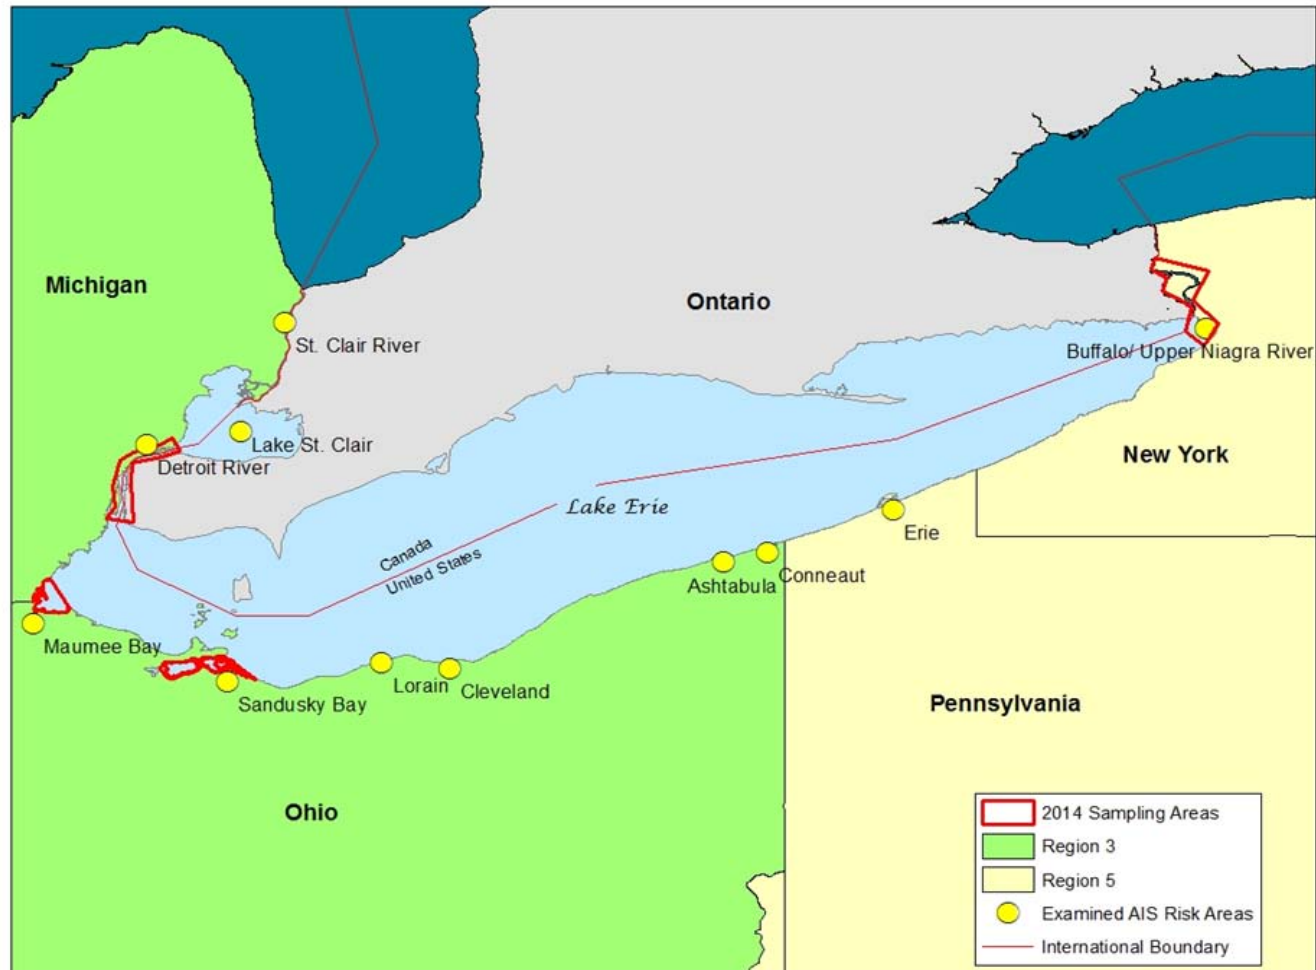 Michigan
Ontario
St. Clair River
Buffalo/ Upper Niagra River
Lake St. Clair
Detroit River
New York
Lake Erie
Erie
Canada
United States
Ashtabula
Conneaut
Maumee Bay
Lorain
Cleveland
Sandusky Bay
Pennsylvania
Ohio
2014 Sampling Areas
Region 3
Region 5
Examined AIS Risk Areas
International Boundary